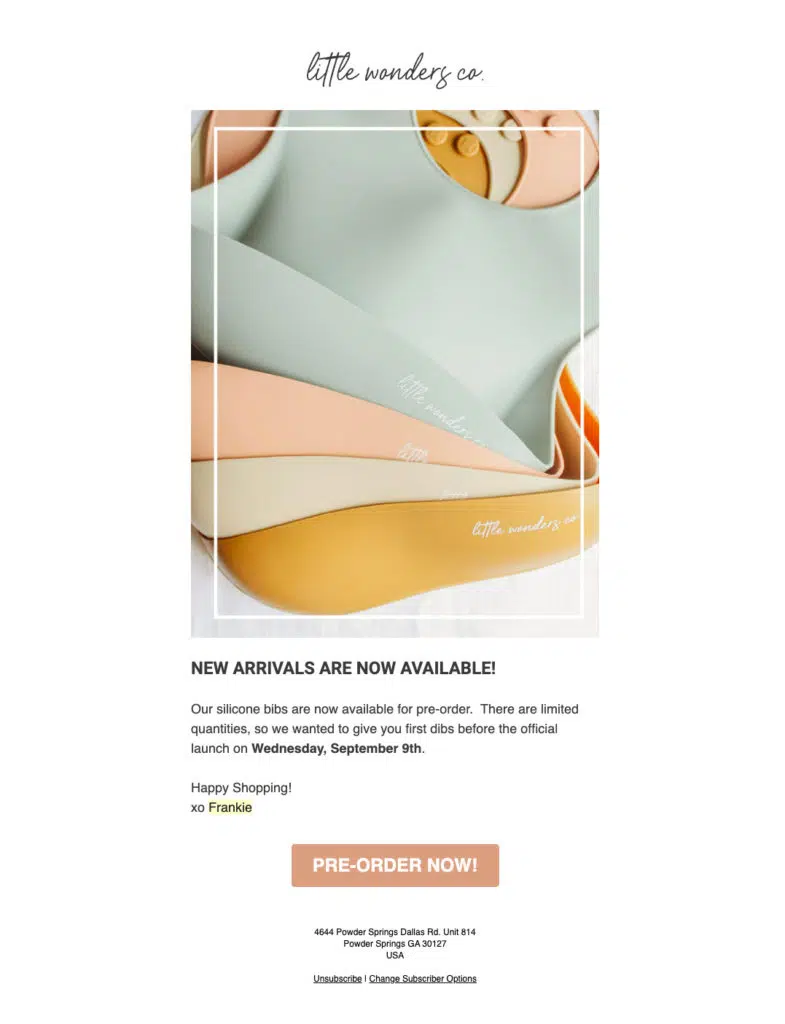 little wonders co.
little wonders c
little
little wonders co
NEW ARRIVALS ARE NOW AVAILABLE!
Our silicone bibs are now available for pre-order.  There are limited
quantities, so we wanted to give you first dibs before the official
launch on Wednesday, September 9th.
Happy Shopping!
xo Frankie
PRE-ORDER NOW!
4644 Powder Springs Dallas Rd. Unit 814
Powder Springs GA 30127
USA
Unsubscribe | Change Subscriber Options